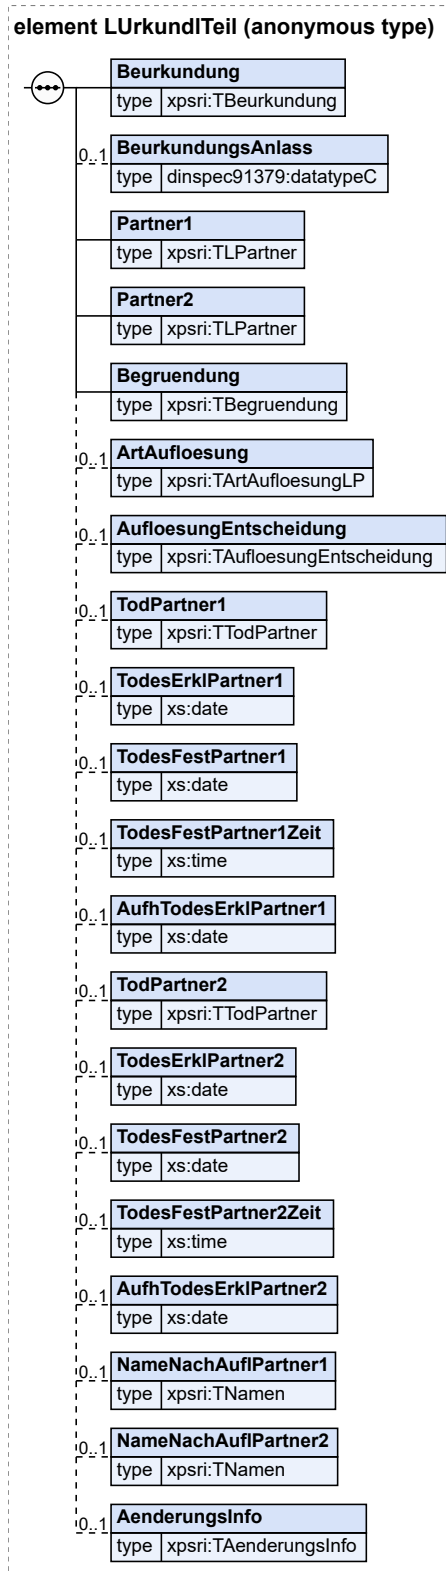 element LUrkundlTeil (anonymous type)
Beurkundung
type xpsri:TBeurkundung
0..1 BeurkundungsAnlass
type dinspec91379:datatypeC
Partner1
type xpsri:TLPartner
Partner2
type xpsri:TLPartner
Begruendung
type xpsri:TBegruendung
0..1 ArtAufloesung
type xpsri:TArtAufloesungLP
0..1 AufloesungEntscheidung
type xpsri:TAufloesungEntscheidung
0..1 TodPartner1
type xpsri:TTodPartner
0..1 TodesErklPartner1
type xs:date
0..1 TodesFestPartner1
type xs:date
0..1 TodesFestPartner1Zeit
type xs:time
0..1 AufhTodesErklPartner1
type xs:date
0..1 TodPartner2
type xpsri:TTodPartner
0..1 TodesErklPartner2
type xs:date
0..1 TodesFestPartner2
type xs:date
0..1 TodesFestPartner2Zeit
type xs:time
0..1 AufhTodesErklPartner2
type xs:date
0..1 NameNachAuflPartner1
type xpsri:TNamen
0..1 NameNachAuflPartner2
type xpsri:TNamen
0..1 AenderungsInfo
type xpsri:TAenderungsInfo